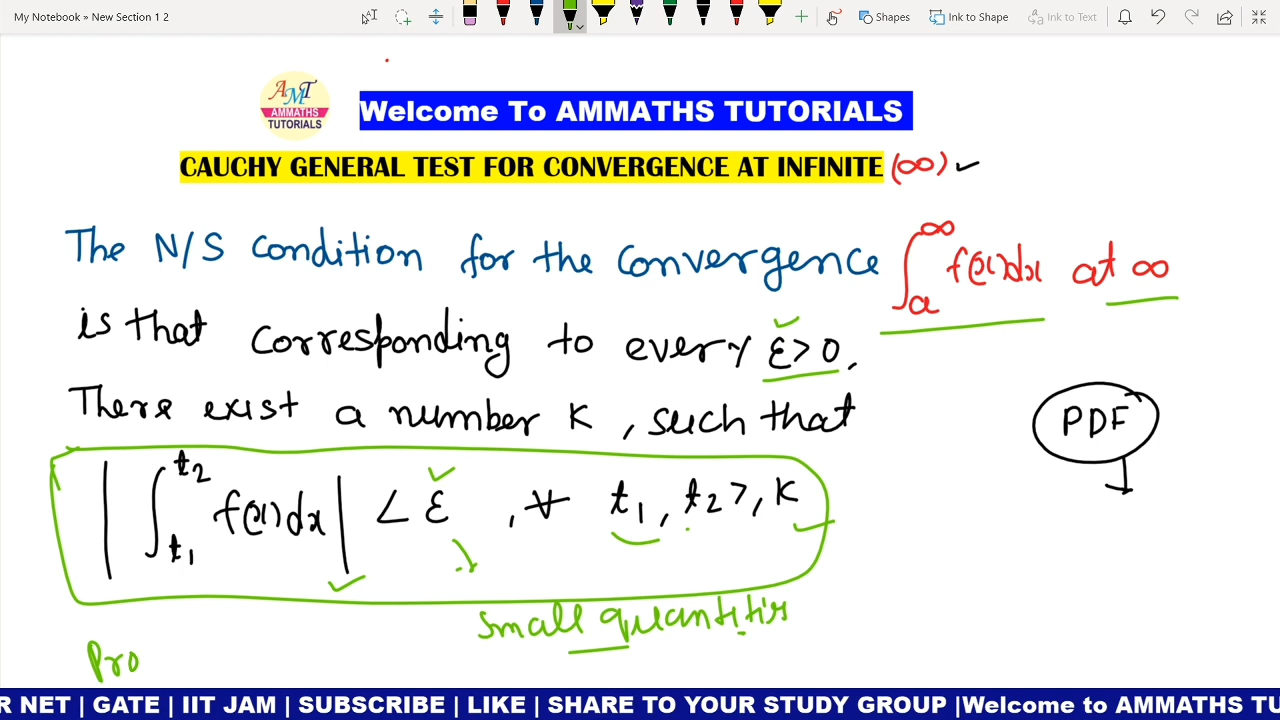 My Notebook » New Section 1 2
Shapes
Ink to Shape
Ink to Text
AMT
AMMATHS
TUTORIALS
Welcome To AMMATHS TUTORIALS
CAUCHY GENERAL TEST FOR CONVERGENCE AT INFINITE (∞) ✓
The N/S condition for the convergence ∫_a^∞ f(x)dx at ∞
is that corresponding to every ε>0,
There exist a number K, such that
|∫_{t1}^{t2} f(x)dx| < ε, ∀ t1, t2 ⩾, K
PDF
Small quantities
Pro
R NET | GATE | IIT JAM | SUBSCRIBE | LIKE | SHARE TO YOUR STUDY GROUP |Welcome to AMMATHS TU